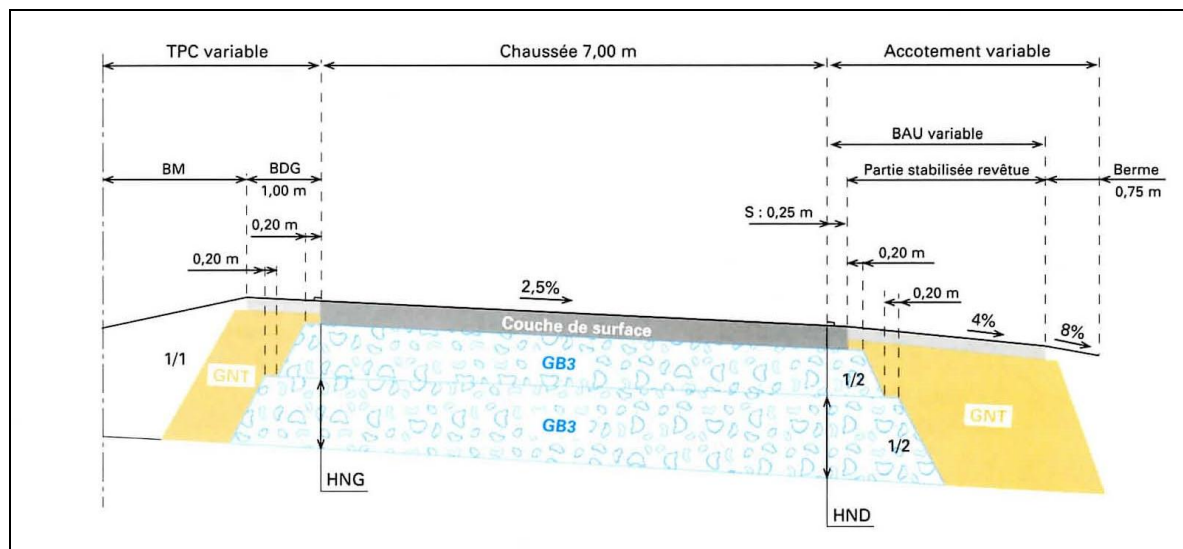 TPC variable
Chaussée 7,00 m
Accotement variable
BAU variable
BM
BDG
1,00 m
Partie stabilisée revêtue
Berme
0,75 m
S : 0,25 m
0,20 m
0,20 m
0,20 m
0,20 m
2,5%
4%
8%
Couche de surface
1/1
GNT
GB3
1/2
GNT
GB3
1/2
HNG
HND